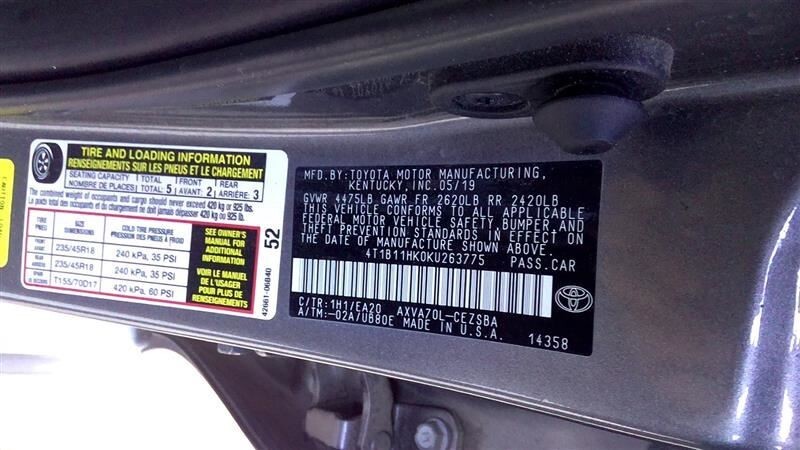 TIRE AND LOADING INFORMATION
RENSEIGNEMENTS SUR LES PNEUS ET LE CHARGEMENT
SEATING CAPACITY TOTAL 5 FRONT 2 REAR 3
NOMBRE DE PLACES TOTAL AVANT ARRIÈRE
The combined weight of occupants and cargo should never exceed 420 kg or 925 lbs.
Le poids total des occupants et du chargement ne doit jamais dépasser 420 kg ou 925 lb.
TIRE PNEU
SIZE DIMENSIONS
COLD TIRE PRESSURE
PRESSION DES PNEUS À FROID
FRONT AVANT 235/45R18 240 kPa, 35 PSI
REAR ARRIÈRE 235/45R18 240 kPa, 35 PSI
T155/70D17 420 kPa, 60 PSI
SEE OWNER'S
MANUAL FOR
ADDITIONAL
INFORMATION
VOIR LE MANUEL
DE L'USAGER
POUR PLUS DE
RENSEIGNEMENTS
52
42661-06B40
MFD.BY:TOYOTA MOTOR MANUFACTURING,
KENTUCKY, INC. 05/19
GVWR 4475LB GAWR FR 2620LB RR 2420LB
THIS VEHICLE CONFORMS TO ALL APPLICABLE
FEDERAL MOTOR VEHICLE SAFETY, BUMPER, AND
THEFT PREVENTION STANDARDS IN EFFECT ON
THE DATE OF MANUFACTURE SHOWN ABOVE.
4T1B11HK0KU263775 PASS.CAR
C/TR:1H1/EA20 AXVA70L-CEZSBA
A/TM:-02A/UB80E MADE IN U.S.A.
TOYOTA
14358